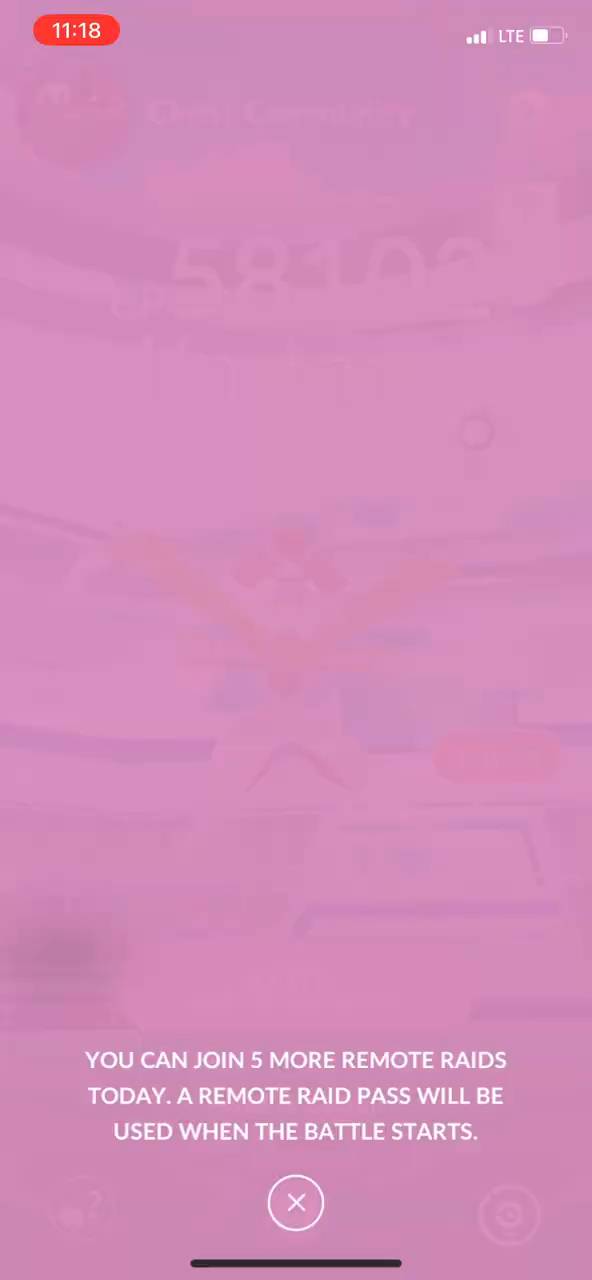 11:18
LTE
58102
YOU CAN JOIN 5 MORE REMOTE RAIDS
TODAY. A REMOTE RAID PASS WILL BE
USED WHEN THE BATTLE STARTS.